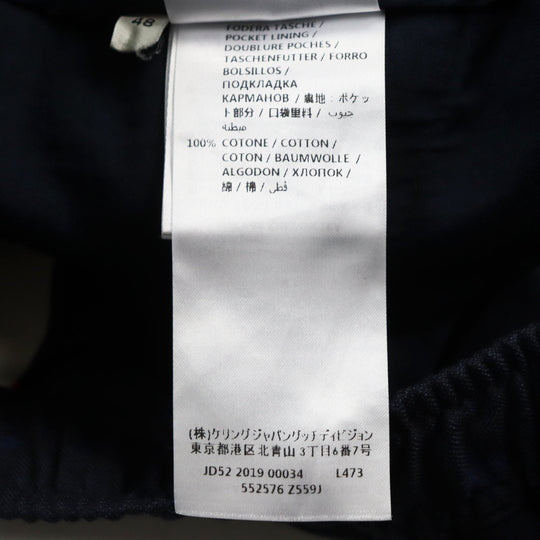 48
FODERA TASCHE /
POCKET LINING /
DOUBLURE POCHES /
TASCHENFUTTER / FORRO
BOLSILLOS /
ПОДКЛАДКА
КАРМАНОВ / 裏地：ポケッ
ト部分 / 口袋里料 / جيوب
مبطنة
100% COTONE / COTTON /
COTON / BAUMWOLLE /
ALGODON / ХЛОПОК /
綿 / 棉 / قطن
(株)ケリングジャパングッチディビジョン
東京都港区北青山3丁目6番7号
JD52 2019 00034 L473
552576 Z559J